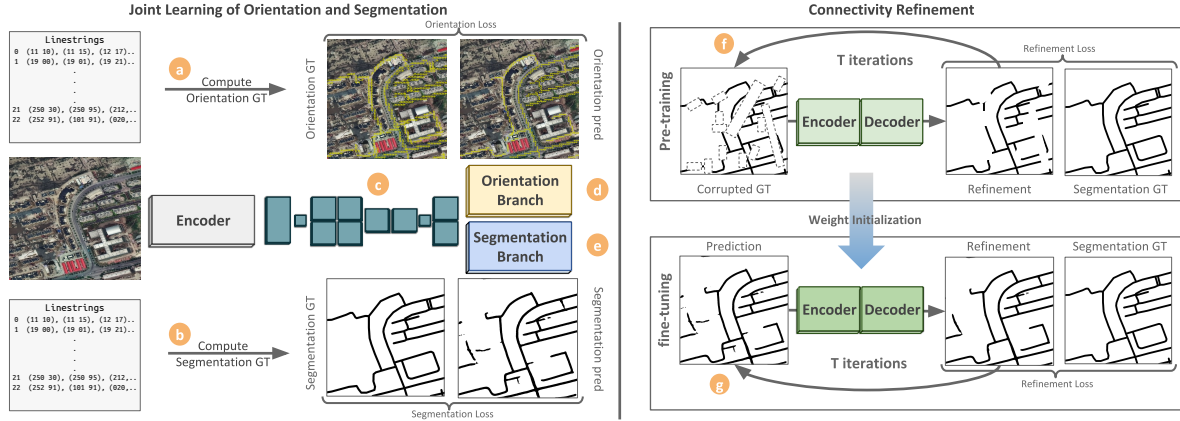 Joint Learning of Orientation and Segmentation
Linestrings
0 (11 10), (11 15), (12 17)..
1 (19 00), (19 01), (19 21)..
.
.
.
.
21 (250 30), (250 95), (212,..
22 (252 91), (101 91), (020,..
a
Compute
Orientation GT
Orientation Loss
Orientation GT
Orientation pred
Encoder
c
Orientation
Branch
d
Segmentation
Branch
e
Linestrings
0 (11 10), (11 15), (12 17)..
1 (19 00), (19 01), (19 21)..
.
.
.
21 (250 30), (250 95), (212,..
22 (252 91), (101 91), (020,..
b
Compute
Segmentation GT
Segmentation GT
Segmentation pred
Segmentation Loss
Connectivity Refinement
Pre-training
f
T iterations
Refinement Loss
Encoder Decoder
Corrupted GT
Refinement
Segmentation GT
Weight Initialization
fine-tuning
Prediction
Refinement
Segmentation GT
Encoder Decoder
T iterations
g
Refinement Loss